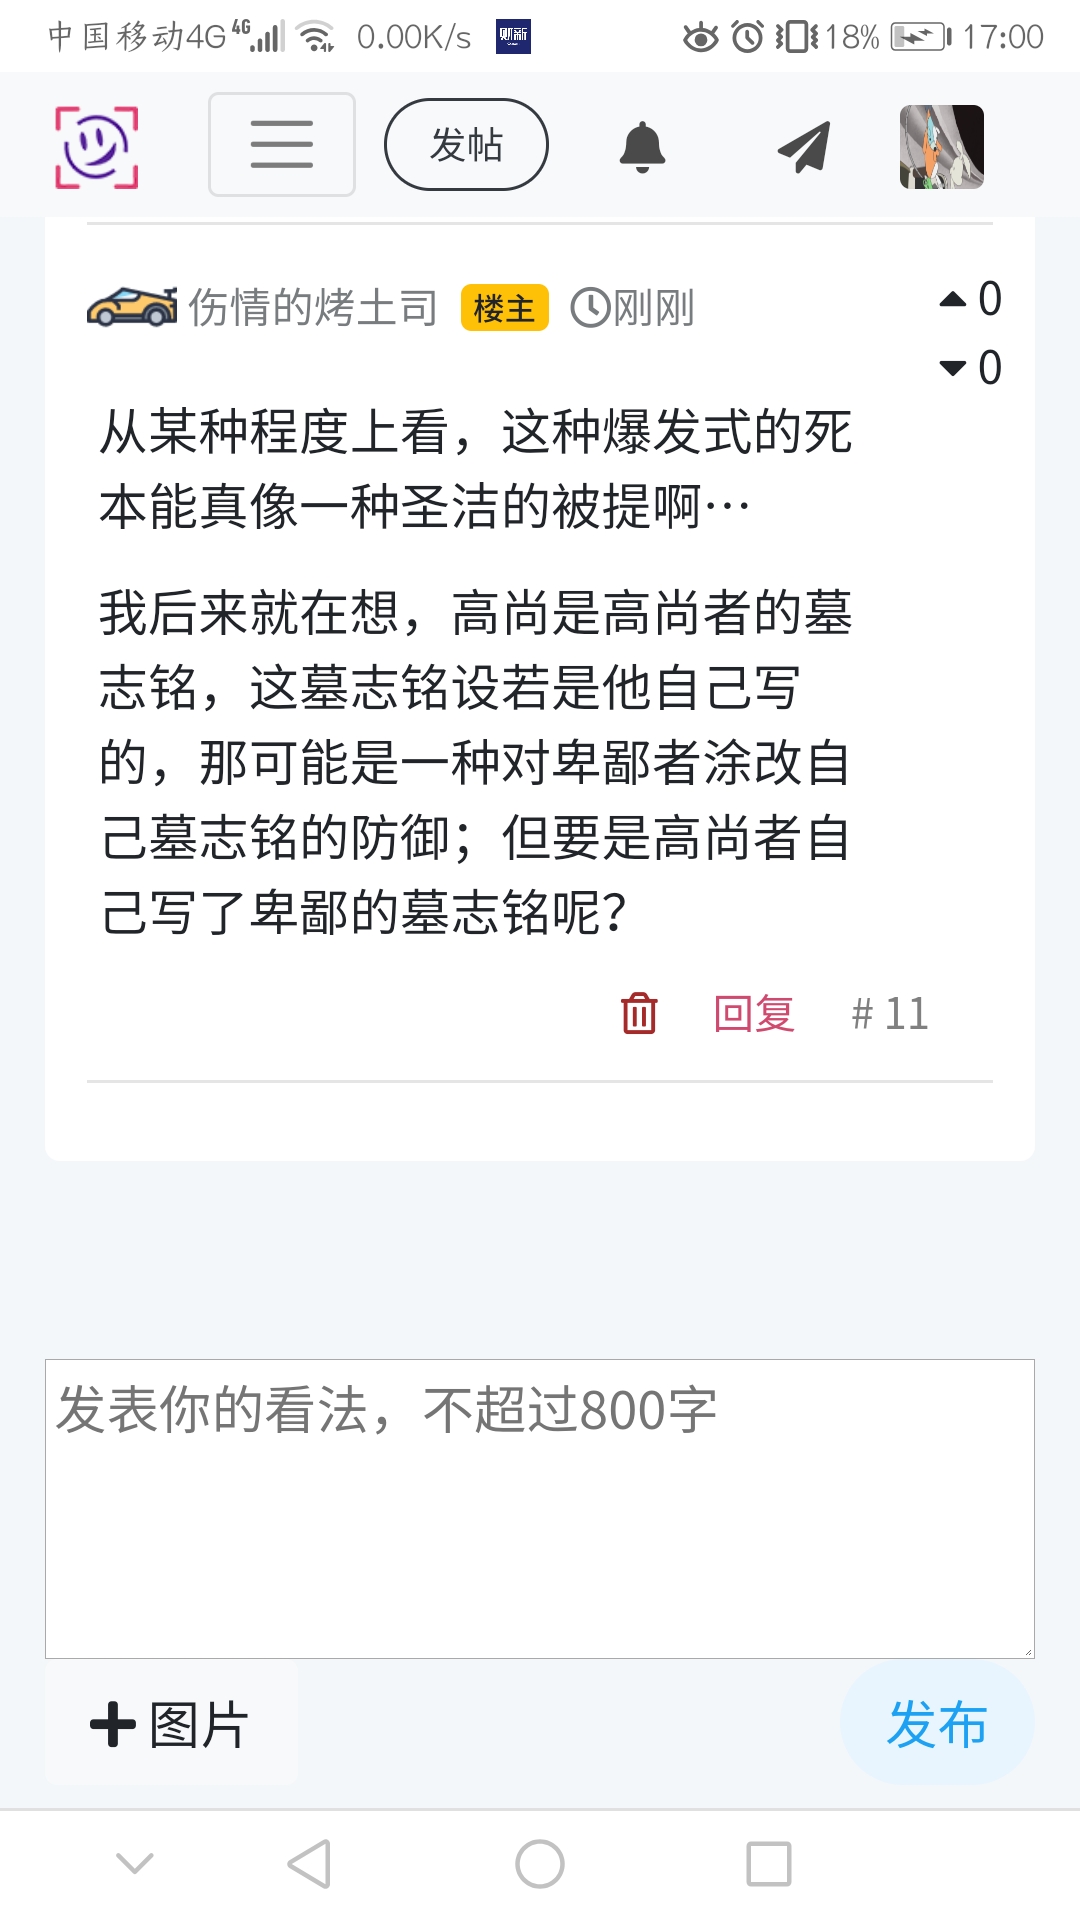 中国移动4G 4G 0.00K/s 财新 18% 17:00
发帖
伤情的烤土司 楼主 刚刚 0
0
从某种程度上看，这种爆发式的死
本能真像一种圣洁的被提啊…
我后来就在想，高尚是高尚者的墓
志铭，这墓志铭设若是他自己写
的，那可能是一种对卑鄙者涂改自
己墓志铭的防御；但要是高尚者自
己写了卑鄙的墓志铭呢？
回复 # 11
发表你的看法，不超过800字
图片 发布